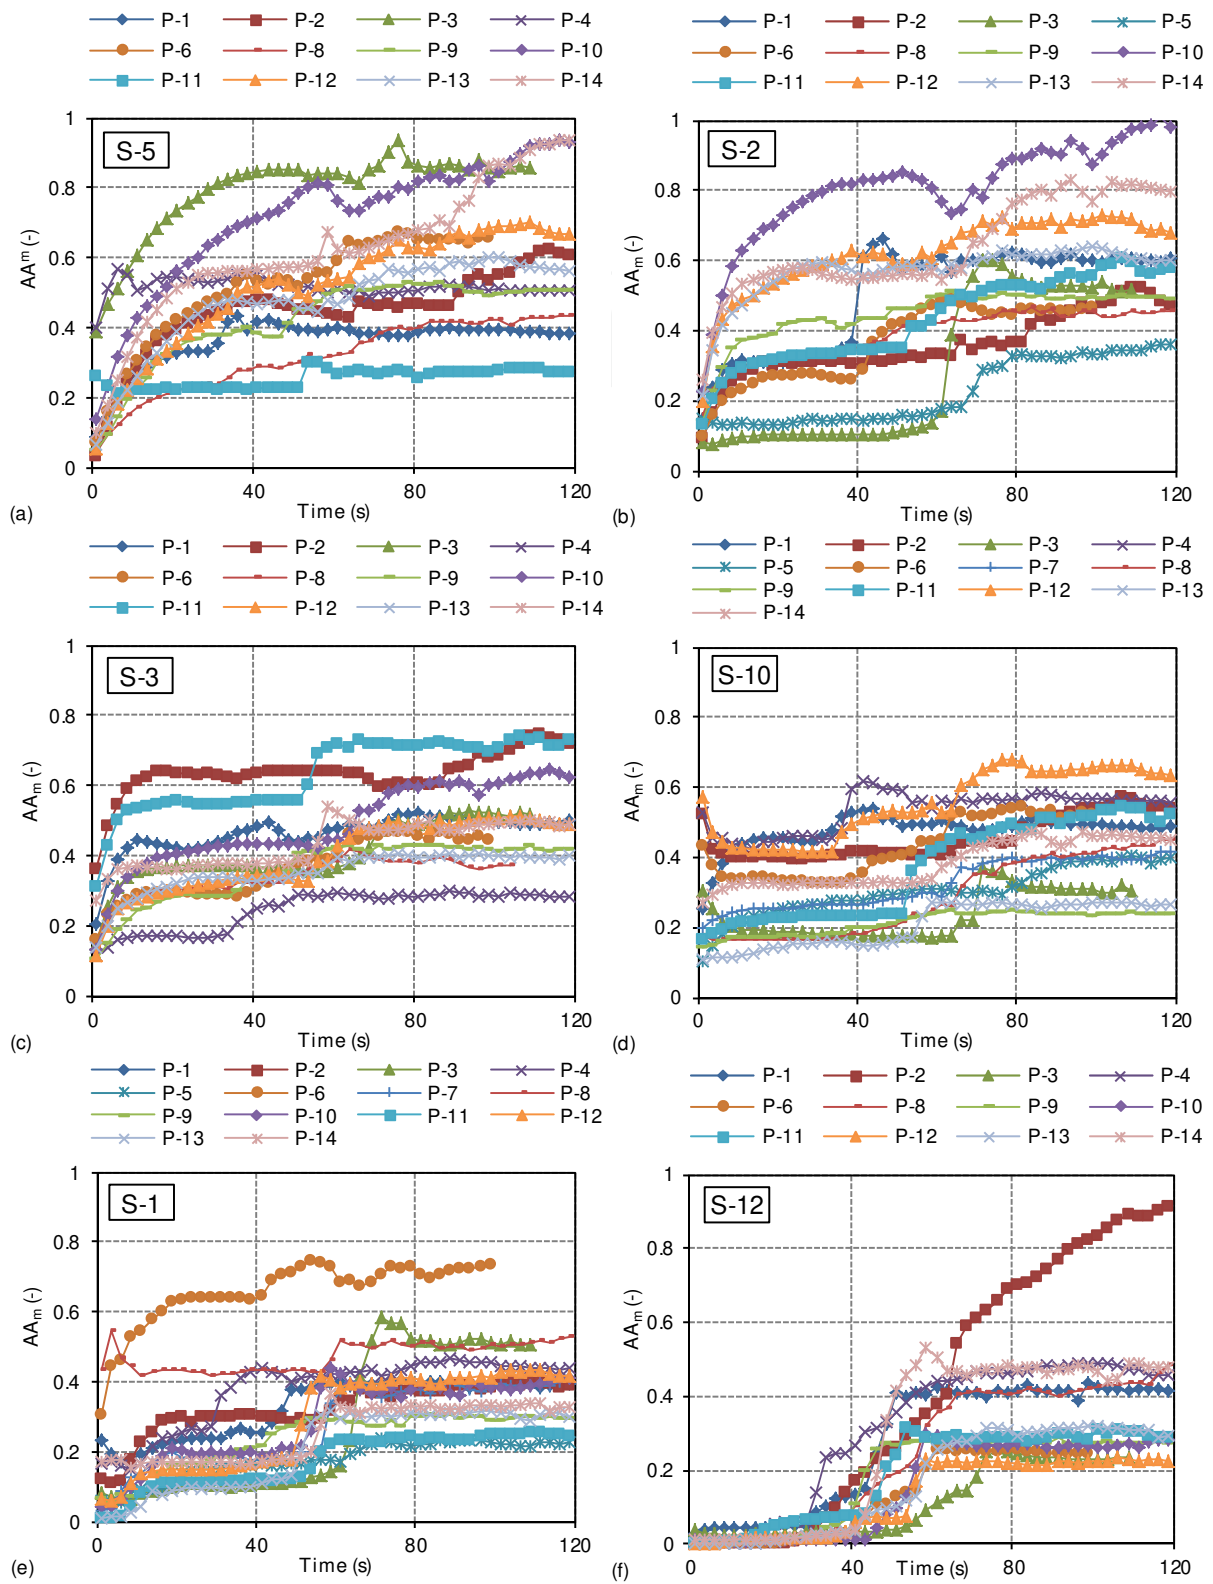 P-1 P-2 P-3 P-4
P-6 P-8 P-9 P-10
P-11 P-12 P-13 P-14
S-5
AAm (-)
1
0.8
0.6
0.4
0.2
0
0 40 80 120
Time (s)
(a)
P-1 P-2 P-3 P-5
P-6 P-8 P-9 P-10
P-11 P-12 P-13 P-14
S-2
AAm (-)
1
0.8
0.6
0.4
0.2
0
0 40 80 120
Time (s)
(b)
P-1 P-2 P-3 P-4
P-6 P-8 P-9 P-10
P-11 P-12 P-13 P-14
S-3
AAm (-)
1
0.8
0.6
0.4
0.2
0
0 40 80 120
Time (s)
(c)
P-1 P-2 P-3 P-4
P-5 P-6 P-7 P-8
P-9 P-11 P-12 P-13
P-14
S-10
AAm (-)
1
0.8
0.6
0.4
0.2
0
0 40 80 120
Time (s)
(d)
P-1 P-2 P-3 P-4
P-5 P-6 P-7 P-8
P-9 P-10 P-11 P-12
P-13 P-14
S-1
AAm (-)
1
0.8
0.6
0.4
0.2
0
0 40 80 120
Time (s)
(e)
P-1 P-2 P-3 P-4
P-6 P-8 P-9 P-10
P-11 P-12 P-13 P-14
S-12
AAm (-)
1
0.8
0.6
0.4
0.2
0
0 40 80 120
Time (s)
(f)